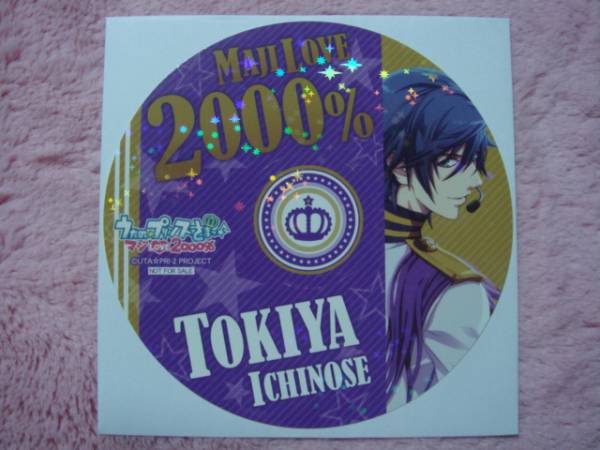 MAJI LOVE
2000%
うたの☆プリンスさまっ♪
マジLOVE2000%
©UTA☆PRI-2 PROJECT
NOT FOR SALE
TOKIYA
ICHINOSE